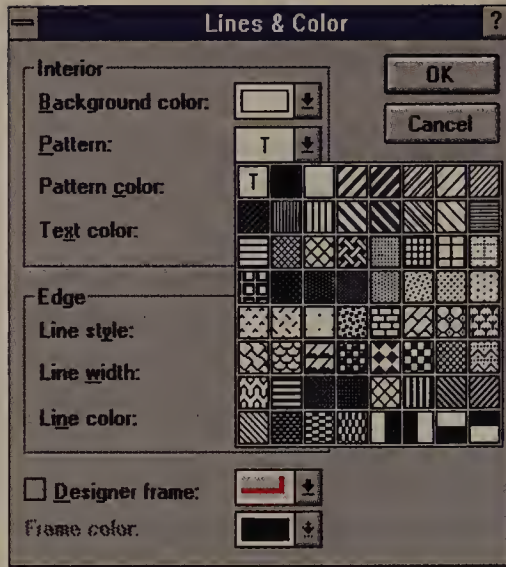 Lines & Color
?
Interior
OK
Background color:
Cancel
Pattern:
T
T
Pattern color:
Text color:
Edge
Line style:
Line width:
Line color:
Designer frame:
Frame color: